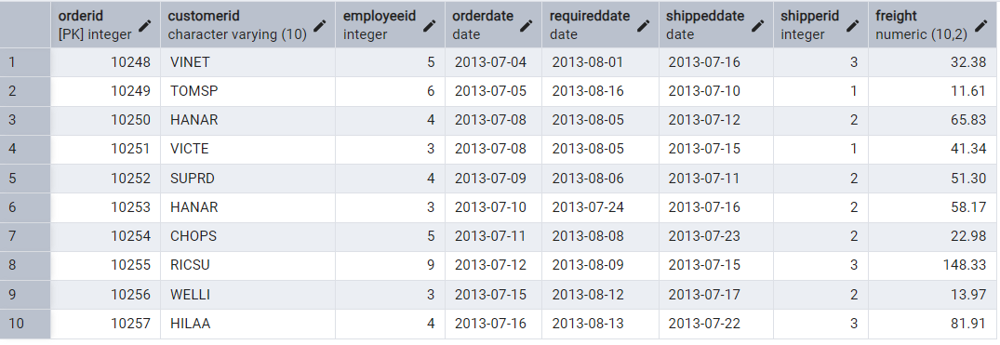 orderid customerid employeeid orderdate requireddate shippeddate shipperid freight
[PK] integer character varying (10) integer date date date integer numeric (10,2)
1 10248 VINET 5 2013-07-04 2013-08-01 2013-07-16 3 32.38
2 10249 TOMSP 6 2013-07-05 2013-08-16 2013-07-10 1 11.61
3 10250 HANAR 4 2013-07-08 2013-08-05 2013-07-12 2 65.83
4 10251 VICTE 3 2013-07-08 2013-08-05 2013-07-15 1 41.34
5 10252 SUPRD 4 2013-07-09 2013-08-06 2013-07-11 2 51.30
6 10253 HANAR 3 2013-07-10 2013-07-24 2013-07-16 2 58.17
7 10254 CHOPS 5 2013-07-11 2013-08-08 2013-07-23 2 22.98
8 10255 RICSU 9 2013-07-12 2013-08-09 2013-07-15 3 148.33
9 10256 WELLI 3 2013-07-15 2013-08-12 2013-07-17 2 13.97
10 10257 HILAA 4 2013-07-16 2013-08-13 2013-07-22 3 81.91